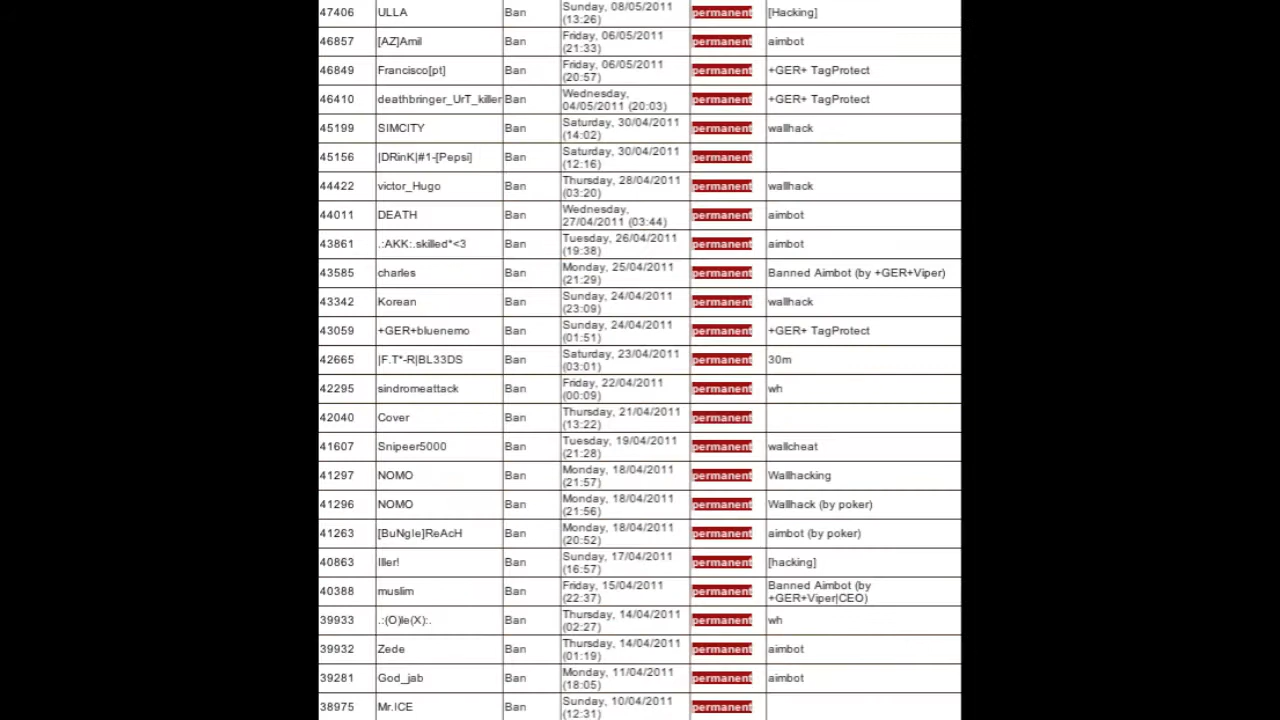 47406 ULLA Ban Sunday, 08/05/2011 (13:26) permanent [Hacking]
46857 [AZ]Amil Ban Friday, 06/05/2011 (21:33) permanent aimbot
46849 Francisco[pt] Ban Friday, 06/05/2011 (20:57) permanent +GER+ TagProtect
46410 deathbringer_UrT_killer Ban Wednesday, 04/05/2011 (20:03) permanent +GER+ TagProtect
45199 SIMCITY Ban Saturday, 30/04/2011 (14:02) permanent wallhack
45156 |DRinK|#1-[Pepsi] Ban Saturday, 30/04/2011 (12:16) permanent
44422 victor_Hugo Ban Thursday, 28/04/2011 (03:20) permanent wallhack
44011 DEATH Ban Wednesday, 27/04/2011 (03:44) permanent aimbot
43861 .:AKK:.skilled*<3 Ban Tuesday, 26/04/2011 (19:38) permanent aimbot
43585 charles Ban Monday, 25/04/2011 (21:29) permanent Banned Aimbot (by +GER+Viper)
43342 Korean Ban Sunday, 24/04/2011 (23:09) permanent wallhack
43059 +GER+bluenemo Ban Sunday, 24/04/2011 (01:51) permanent +GER+ TagProtect
42665 |F.T*-R|BL33DS Ban Saturday, 23/04/2011 (03:01) permanent 30m
42295 sindromeattack Ban Friday, 22/04/2011 (00:09) permanent wh
42040 Cover Ban Thursday, 21/04/2011 (13:22) permanent
41607 Snipeer5000 Ban Tuesday, 19/04/2011 (21:28) permanent wallcheat
41297 NOMO Ban Monday, 18/04/2011 (21:57) permanent Wallhacking
41296 NOMO Ban Monday, 18/04/2011 (21:56) permanent Wallhack (by poker)
41263 [BuNgle]ReAcH Ban Monday, 18/04/2011 (20:52) permanent aimbot (by poker)
40863 Iller! Ban Sunday, 17/04/2011 (16:57) permanent [hacking]
40388 muslim Ban Friday, 15/04/2011 (22:37) permanent Banned Aimbot (by +GER+Viper|CEO)
39933 .:(O)le(X):. Ban Thursday, 14/04/2011 (02:27) permanent wh
39932 Zede Ban Thursday, 14/04/2011 (01:19) permanent aimbot
39281 God_jab Ban Monday, 11/04/2011 (18:05) permanent aimbot
38975 Mr.ICE Ban Sunday, 10/04/2011 (12:31) permanent